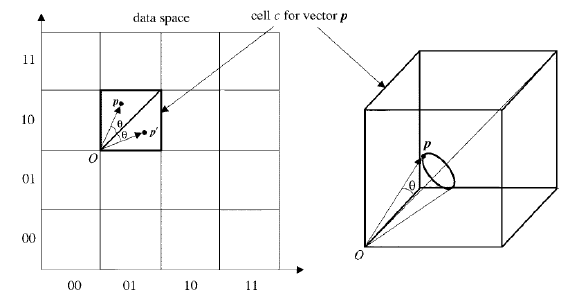 data space
cell c for vector p
11
10
01
00
p
θ
θ
p'
O
00 01 10 11
p
θ
O